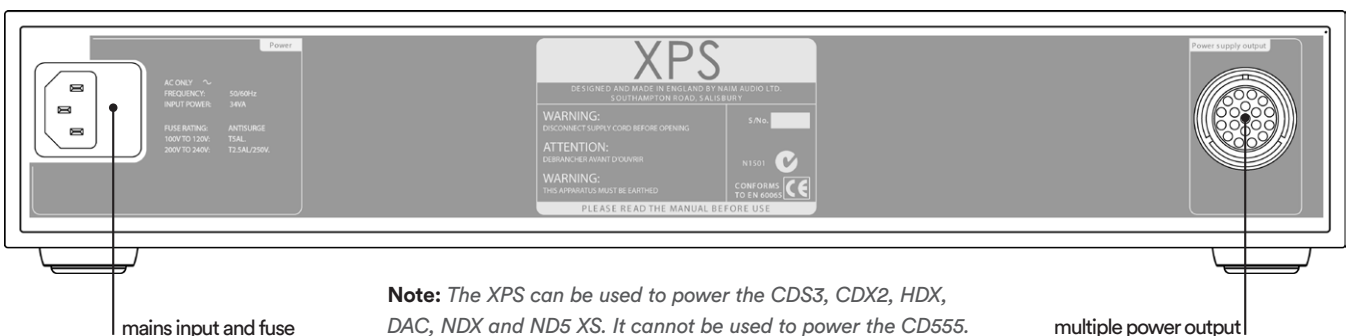 Power
AC ONLY ~
FREQUENCY: 50/60Hz
INPUT POWER: 34VA
FUSE RATING: ANTISURGE
100V TO 120V: T5AL.
200V TO 240V: T2.5AL/250V.
XPS
DESIGNED AND MADE IN ENGLAND BY NAIM AUDIO LTD.
SOUTHAMPTON ROAD, SALISBURY
WARNING:
DISCONNECT SUPPLY CORD BEFORE OPENING
ATTENTION:
DEBRANCHER AVANT D'OUVRIR
WARNING:
THIS APPARATUS MUST BE EARTHED
S/No.
N1501
CONFORMS
TO EN 60065
CE
PLEASE READ THE MANUAL BEFORE USE
Power supply output
mains input and fuse
Note: The XPS can be used to power the CDS3, CDX2, HDX,
DAC, NDX and ND5 XS. It cannot be used to power the CD555.
multiple power output